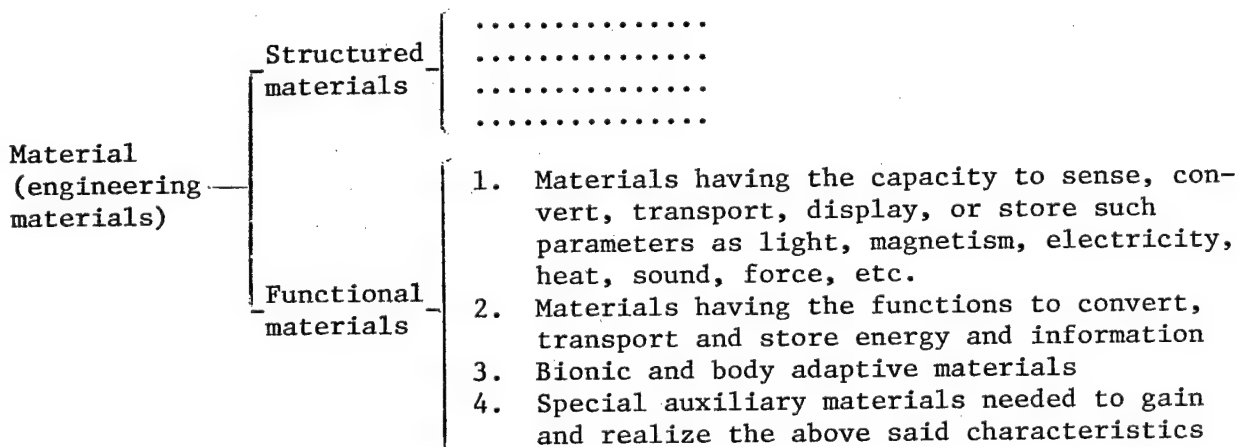 Material
(engineering
materials)
Structured
materials
...............
...............
...............
...............
Functional
materials
1. Materials having the capacity to sense, con-
vert, transport, display, or store such
parameters as light, magnetism, electricity,
heat, sound, force, etc.
2. Materials having the functions to convert,
transport and store energy and information
3. Bionic and body adaptive materials
4. Special auxiliary materials needed to gain
and realize the above said characteristics